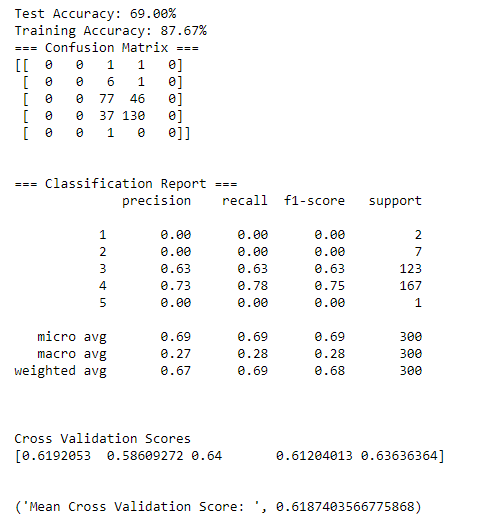 Test Accuracy: 69.00%
Training Accuracy: 87.67%
=== Confusion Matrix ===
[[  0   0   1   1   0]
 [  0   0   6   1   0]
 [  0   0  77  46   0]
 [  0   0  37 130   0]
 [  0   0   1   0   0]]
=== Classification Report ===
              precision    recall  f1-score   support
           1       0.00      0.00      0.00         2
           2       0.00      0.00      0.00         7
           3       0.63      0.63      0.63       123
           4       0.73      0.78      0.75       167
           5       0.00      0.00      0.00         1
   micro avg       0.69      0.69      0.69       300
   macro avg       0.27      0.28      0.28       300
weighted avg       0.67      0.69      0.68       300
Cross Validation Scores
[0.6192053  0.58609272 0.64       0.61204013 0.63636364]
('Mean Cross Validation Score: ', 0.6187403566775868)